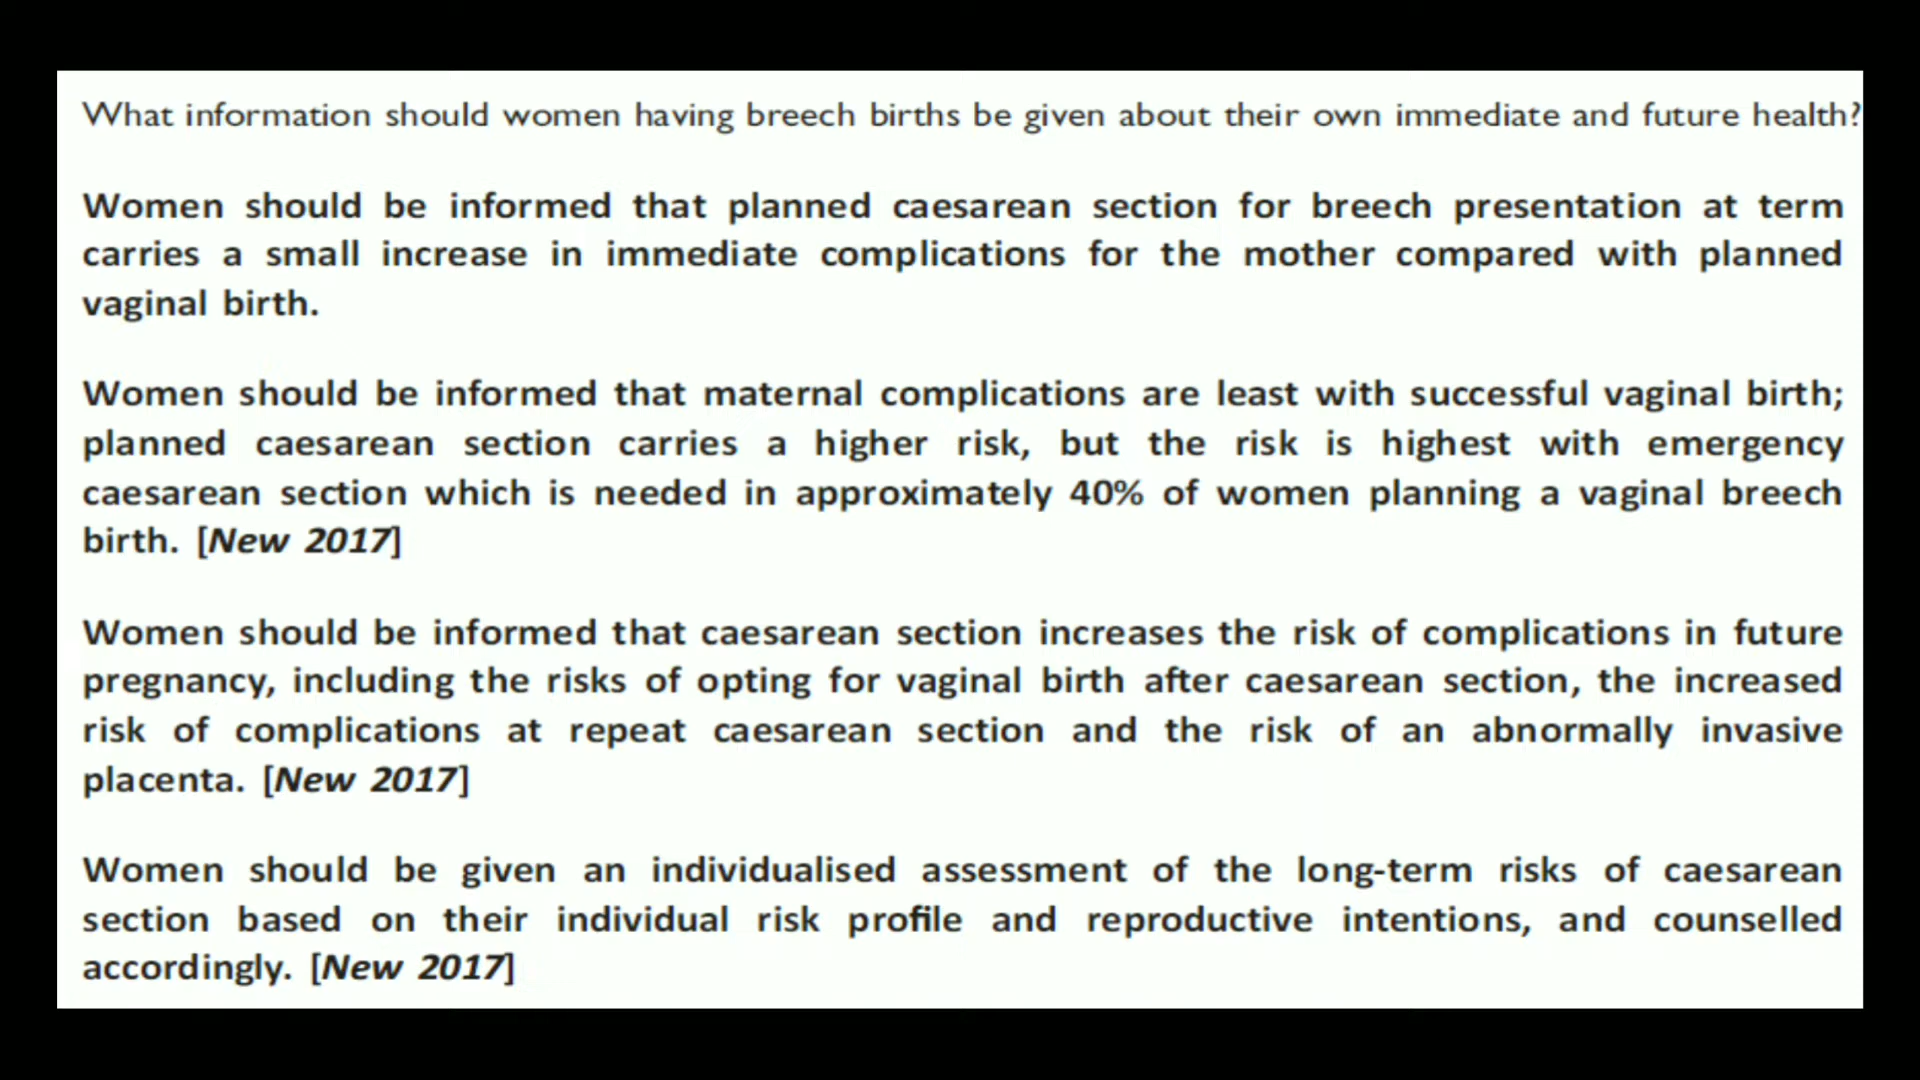 What information should women having breech births be given about their own immediate and future health?
Women should be informed that planned caesarean section for breech presentation at term
carries a small increase in immediate complications for the mother compared with planned
vaginal birth.
Women should be informed that maternal complications are least with successful vaginal birth;
planned caesarean section carries a higher risk, but the risk is highest with emergency
caesarean section which is needed in approximately 40% of women planning a vaginal breech
birth. [New 2017]
Women should be informed that caesarean section increases the risk of complications in future
pregnancy, including the risks of opting for vaginal birth after caesarean section, the increased
risk of complications at repeat caesarean section and the risk of an abnormally invasive
placenta. [New 2017]
Women should be given an individualised assessment of the long-term risks of caesarean
section based on their individual risk profile and reproductive intentions, and counselled
accordingly. [New 2017]